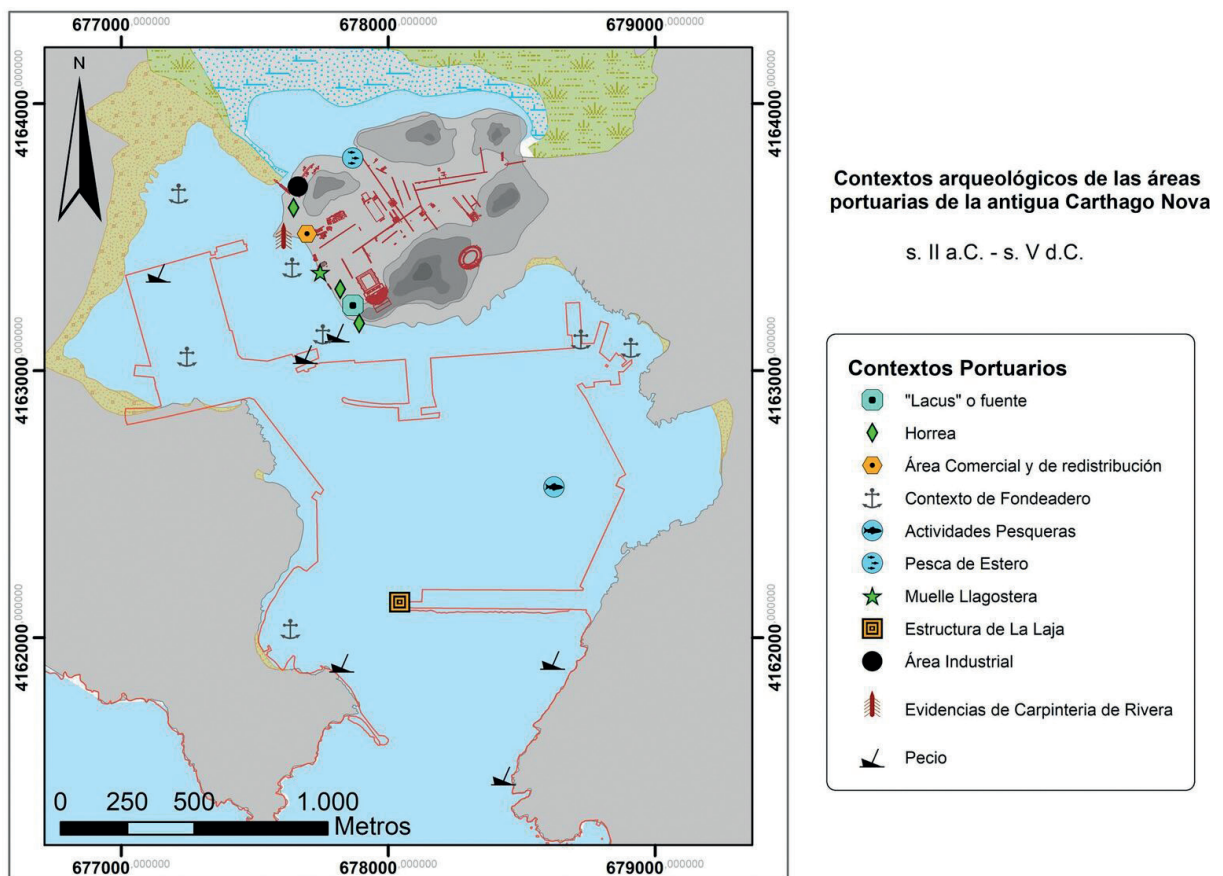 677000,000000 678000,000000 679000,000000
N
4164000,000000 4164000,000000
4163000,000000 4163000,000000
4162000,000000 4162000,000000
0 250 500 1.000
Metros
677000,000000 678000,000000 679000,000000
Contextos arqueológicos de las áreas
portuarias de la antigua Carthago Nova
s. II a.C. - s. V d.C.
Contextos Portuarios
"Lacus" o fuente
Horrea
Área Comercial y de redistribución
Contexto de Fondeadero
Actividades Pesqueras
Pesca de Estero
Muelle Llagostera
Estructura de La Laja
Área Industrial
Evidencias de Carpinteria de Rivera
Pecio